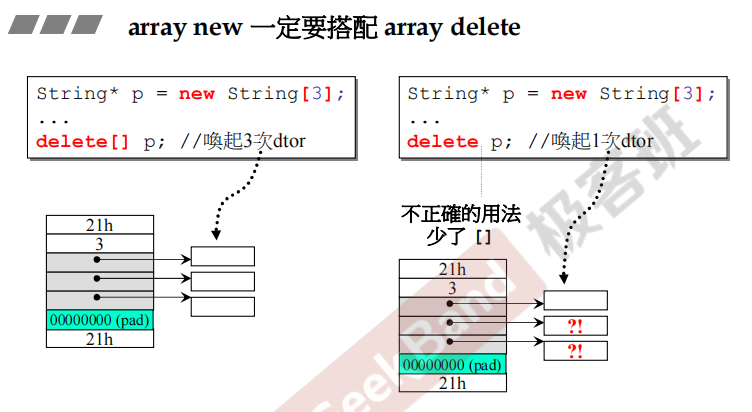 array new 一定要搭配 array delete
String* p = new String[3];
...
delete[] p; //喚起3次dtor
21h
3
00000000 (pad)
21h
String* p = new String[3];
...
delete p; //喚起1次dtor
不正確的用法
少了 []
21h
3
?!
?!
00000000 (pad)
21h
SeekBand 极客班